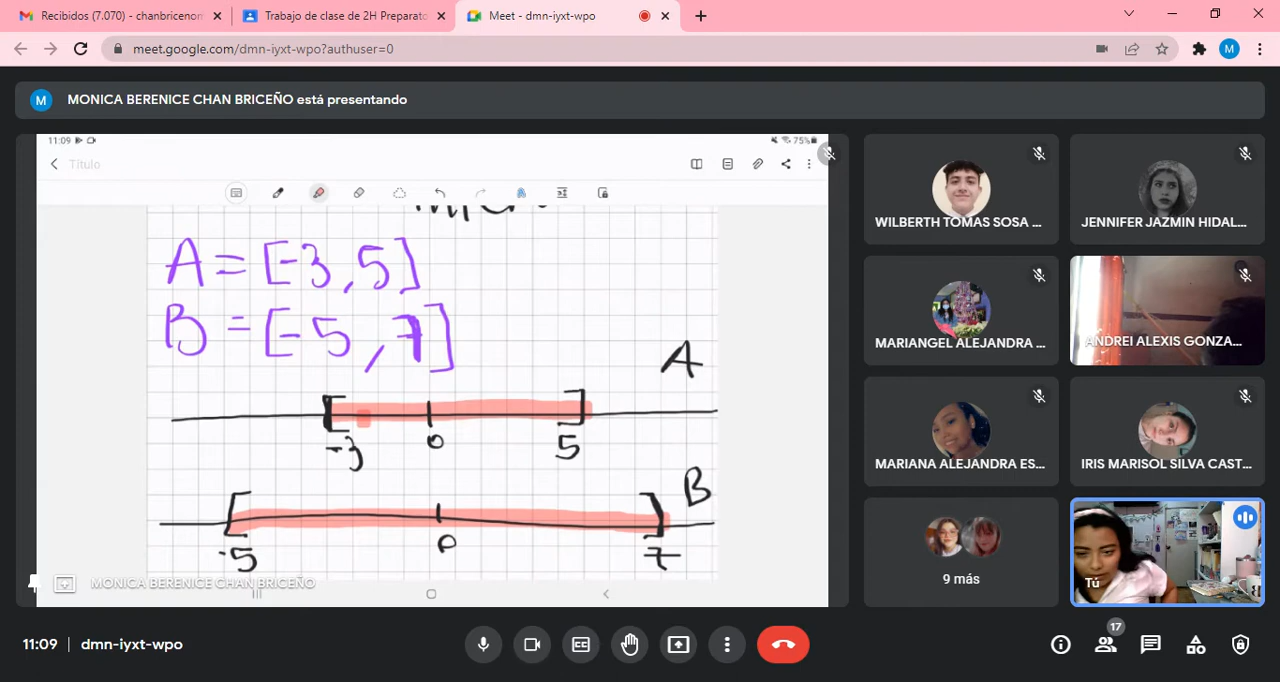 Recibidos (7.070) - chanbricenom
Trabajo de clase de 2H Preparato
Meet - dmn-iyxt-wpo
meet.google.com/dmn-iyxt-wpo?authuser=0
M
M
MONICA BERENICE CHAN BRICEÑO está presentando
11:09
75%
Título
A = [-3, 5]
B = [-5, 7]
A
-3 0 5
B
-5 0 7
MONICA BERENICE CHAN BRICEÑO
WILBERTH TOMAS SOSA ...
JENNIFER JAZMIN HIDAL...
MARIANGEL ALEJANDRA ...
ANDREI ALEXIS GONZA...
MARIANA ALEJANDRA ES...
IRIS MARISOL SILVA CAST...
9 más
Tú
11:09 | dmn-iyxt-wpo
17